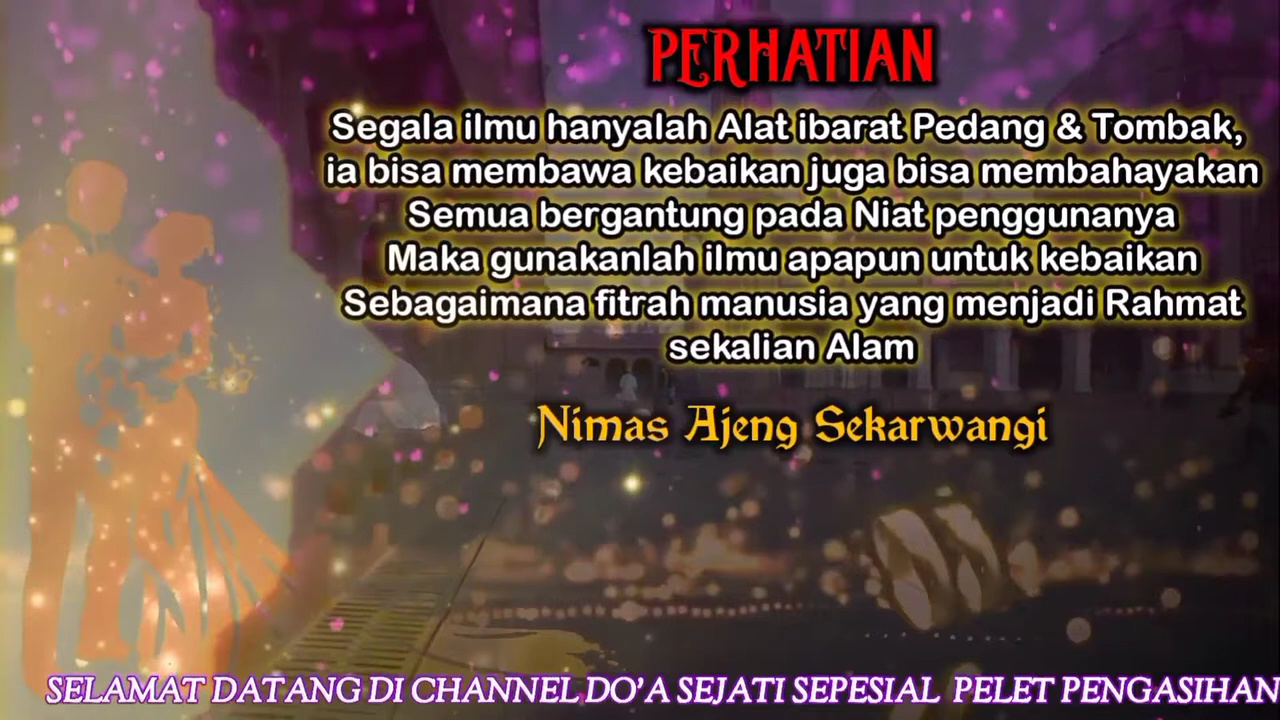 PERHATIAN
Segala ilmu hanyalah Alat ibarat Pedang & Tombak,
ia bisa membawa kebaikan juga bisa membahayakan
Semua bergantung pada Niat penggunanya
Maka gunakanlah ilmu apapun untuk kebaikan
Sebagaimana fitrah manusia yang menjadi Rahmat
sekalian Alam
Nimas Ajeng Sekarwangi
SELAMAT DATANG DI CHANNEL DO'A SEJATI SEPESIAL PELET PENGASIHAN